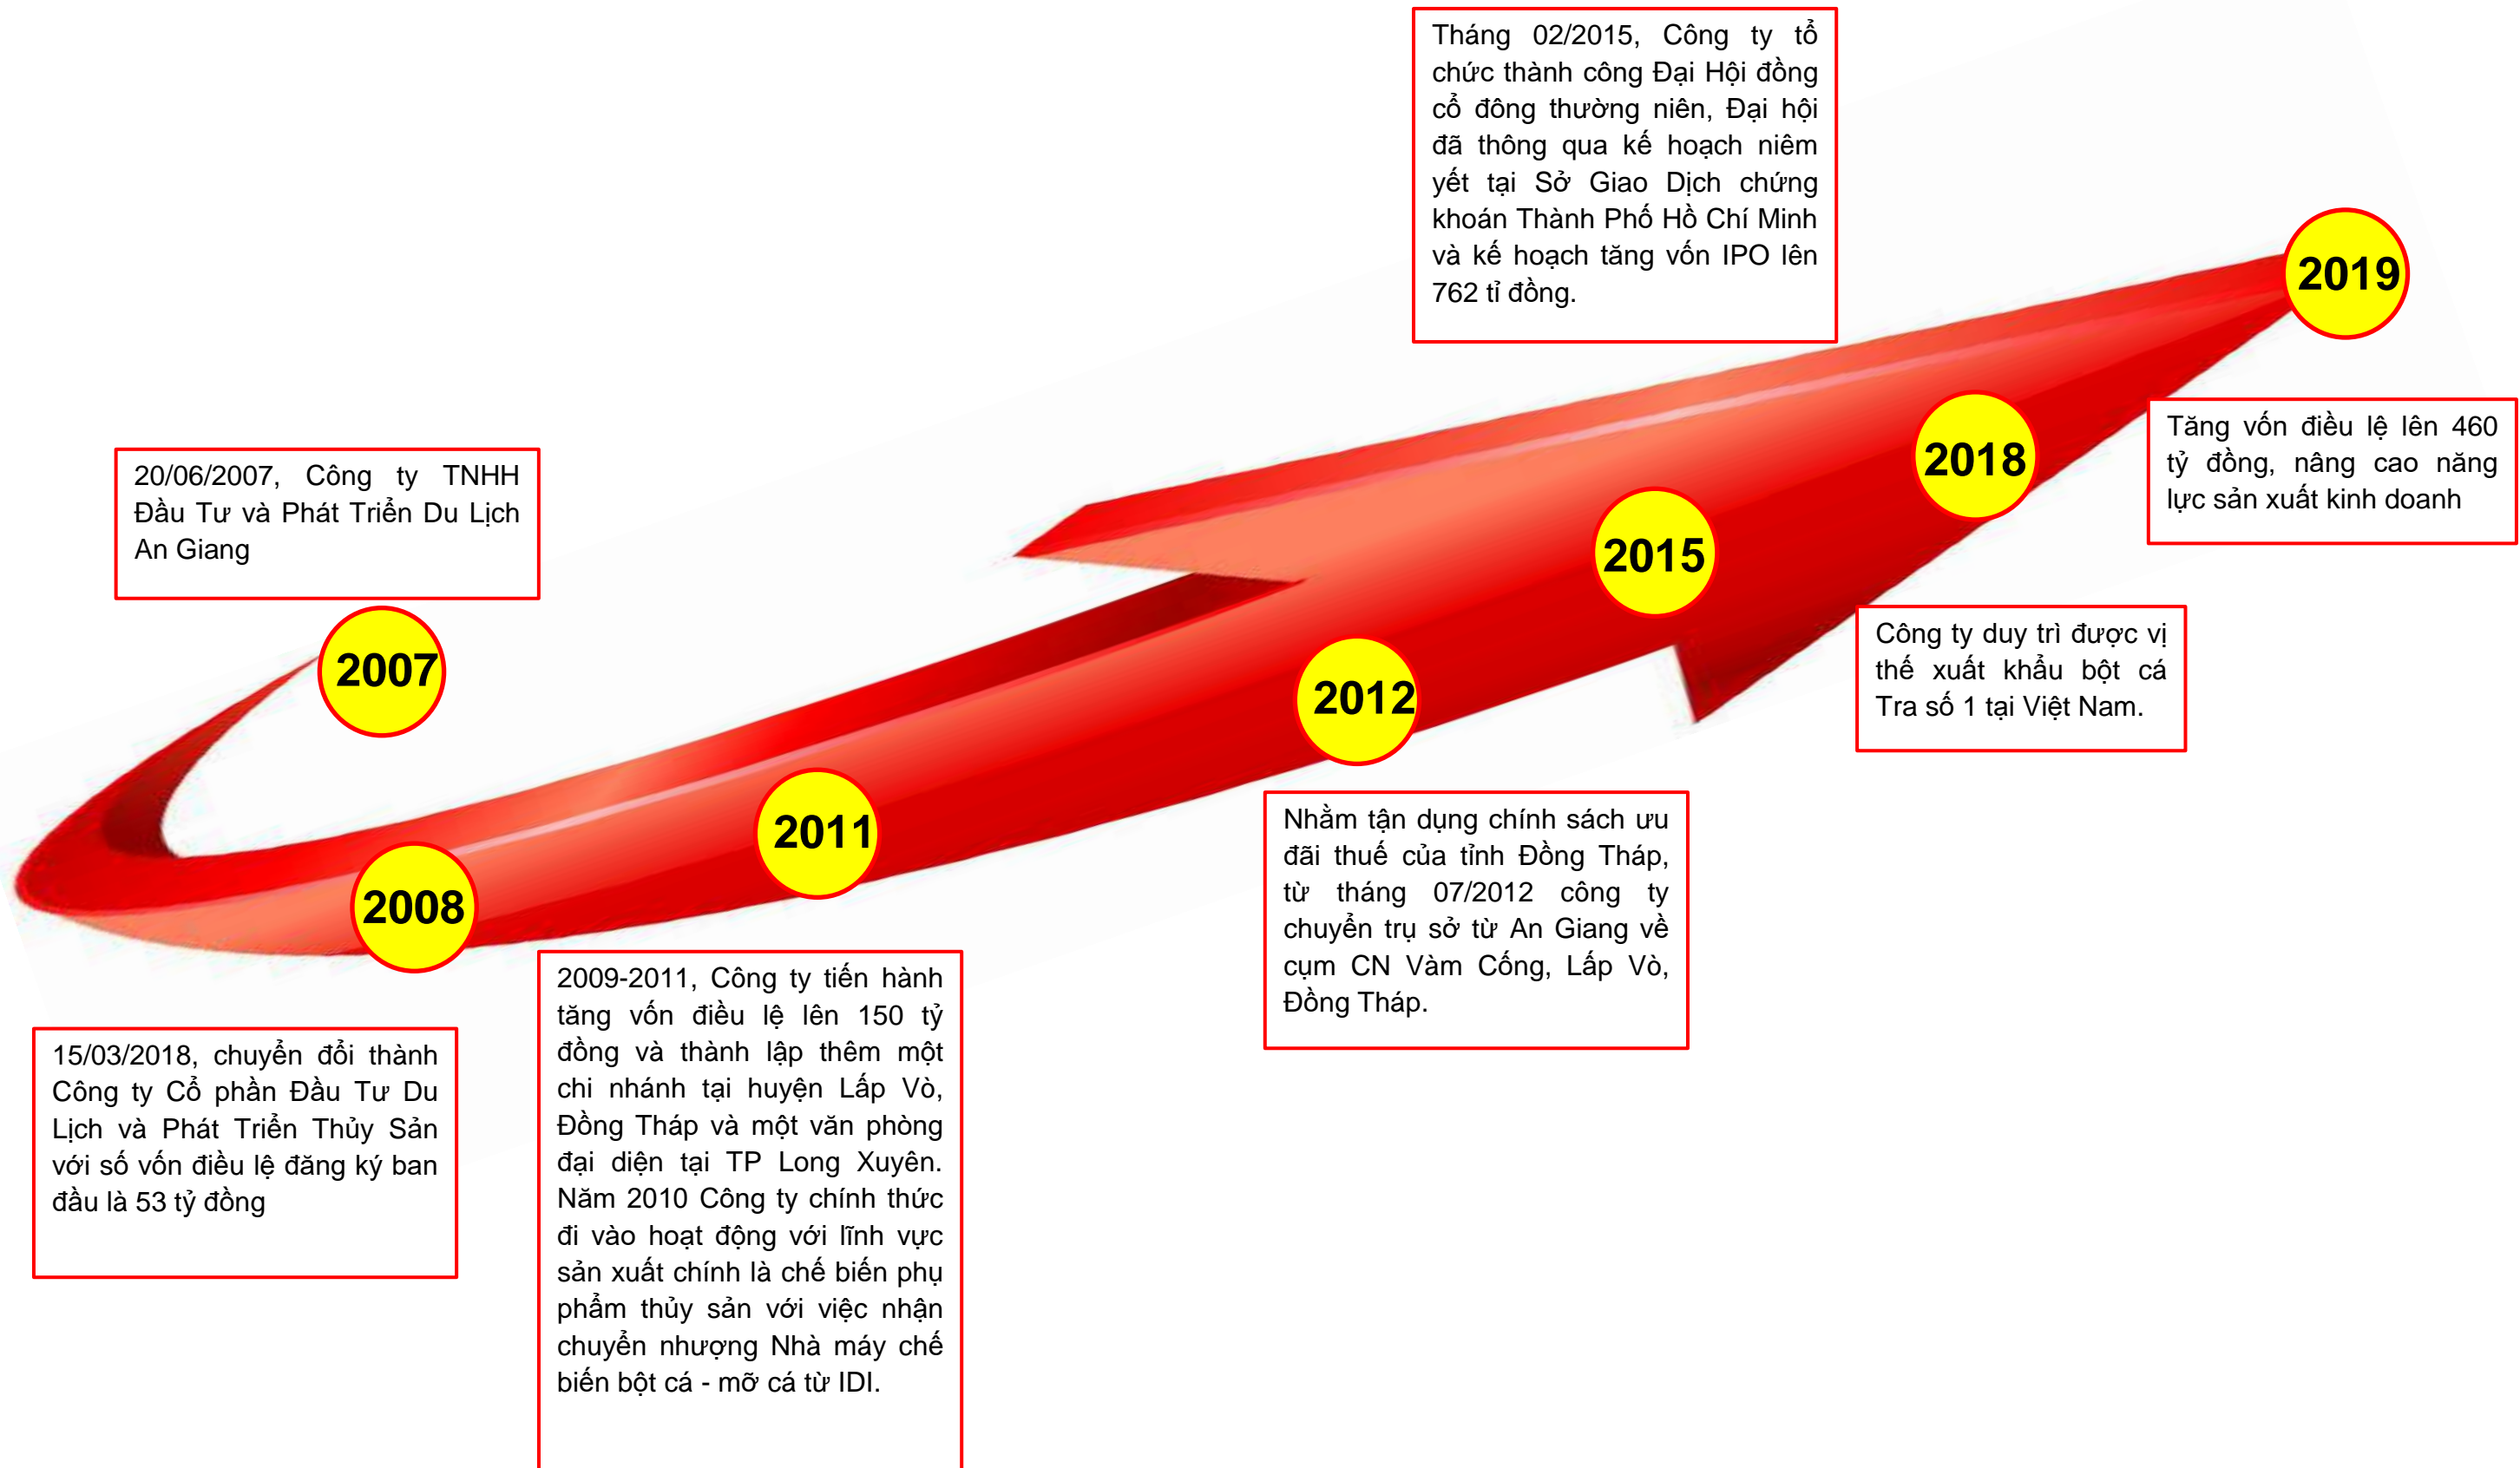 20/06/2007, Công ty TNHH
Đầu Tư và Phát Triển Du Lịch
An Giang
2007
2008
15/03/2018, chuyển đổi thành
Công ty Cổ phần Đầu Tư Du
Lịch và Phát Triển Thủy Sản
với số vốn điều lệ đăng ký ban
đầu là 53 tỷ đồng
2011
2009-2011, Công ty tiến hành
tăng vốn điều lệ lên 150 tỷ
đồng và thành lập thêm một
chi nhánh tại huyện Lấp Vò,
Đồng Tháp và một văn phòng
đại diện tại TP Long Xuyên.
Năm 2010 Công ty chính thức
đi vào hoạt động với lĩnh vực
sản xuất chính là chế biến phụ
phẩm thủy sản với việc nhận
chuyển nhượng Nhà máy chế
biến bột cá - mỡ cá từ IDI.
2012
Nhằm tận dụng chính sách ưu
đãi thuế của tỉnh Đồng Tháp,
từ tháng 07/2012 công ty
chuyển trụ sở từ An Giang về
cụm CN Vàm Cống, Lấp Vò,
Đồng Tháp.
Tháng 02/2015, Công ty tổ
chức thành công Đại Hội đồng
cổ đông thường niên, Đại hội
đã thông qua kế hoạch niêm
yết tại Sở Giao Dịch chứng
khoán Thành Phố Hồ Chí Minh
và kế hoạch tăng vốn IPO lên
762 tỉ đồng.
2015
2018
Công ty duy trì được vị
thế xuất khẩu bột cá
Tra số 1 tại Việt Nam.
2019
Tăng vốn điều lệ lên 460
tỷ đồng, nâng cao năng
lực sản xuất kinh doanh